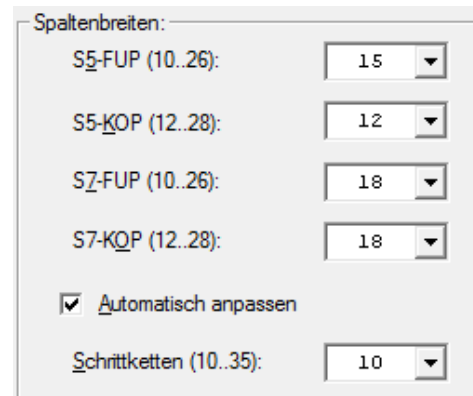 Spaltenbreiten:
S5-FUP (10..26): 15
S5-KOP (12..28): 12
S7-FUP (10..26): 18
S7-KOP (12..28): 18
Automatisch anpassen
Schrittketten (10..35): 10